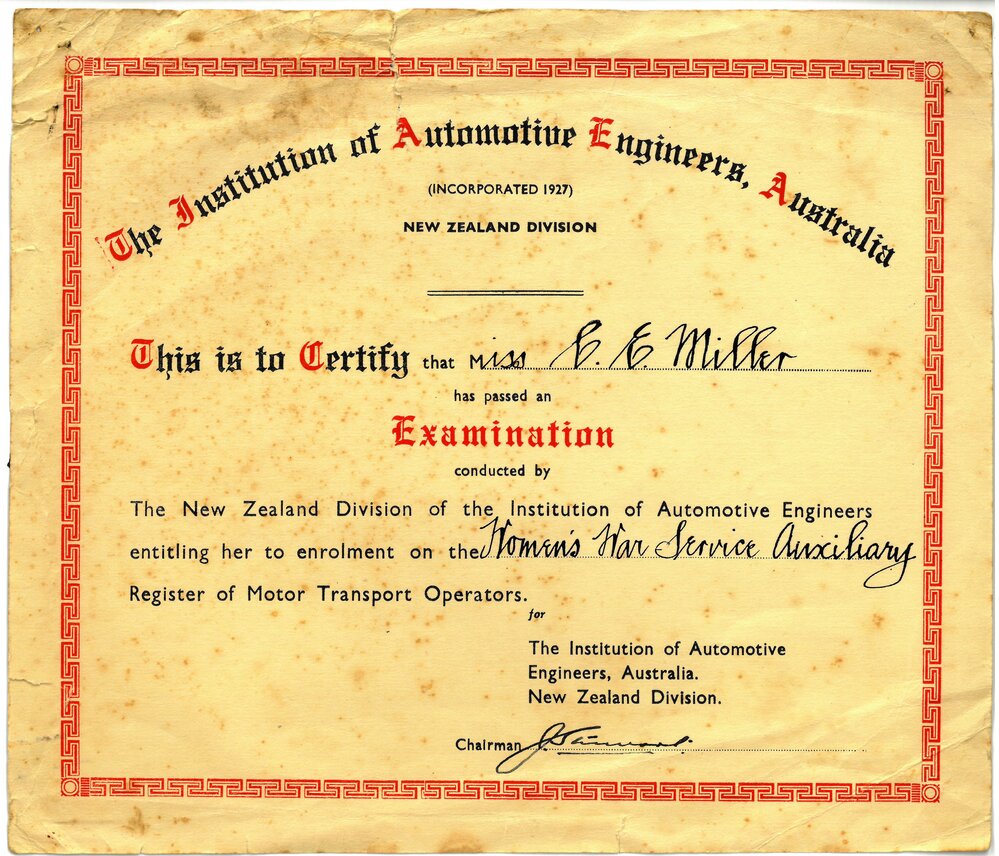 The Institution of Automotive Engineers, Australia
(INCORPORATED 1927)
NEW ZEALAND DIVISION
This is to Certify that Miss C. E. Miller
has passed an
Examination
conducted by
The New Zealand Division of the Institution of Automotive Engineers
entitling her to enrolment on the Women's War Service Auxiliary
Register of Motor Transport Operators.
for
The Institution of Automotive
Engineers, Australia.
New Zealand Division.
Chairman